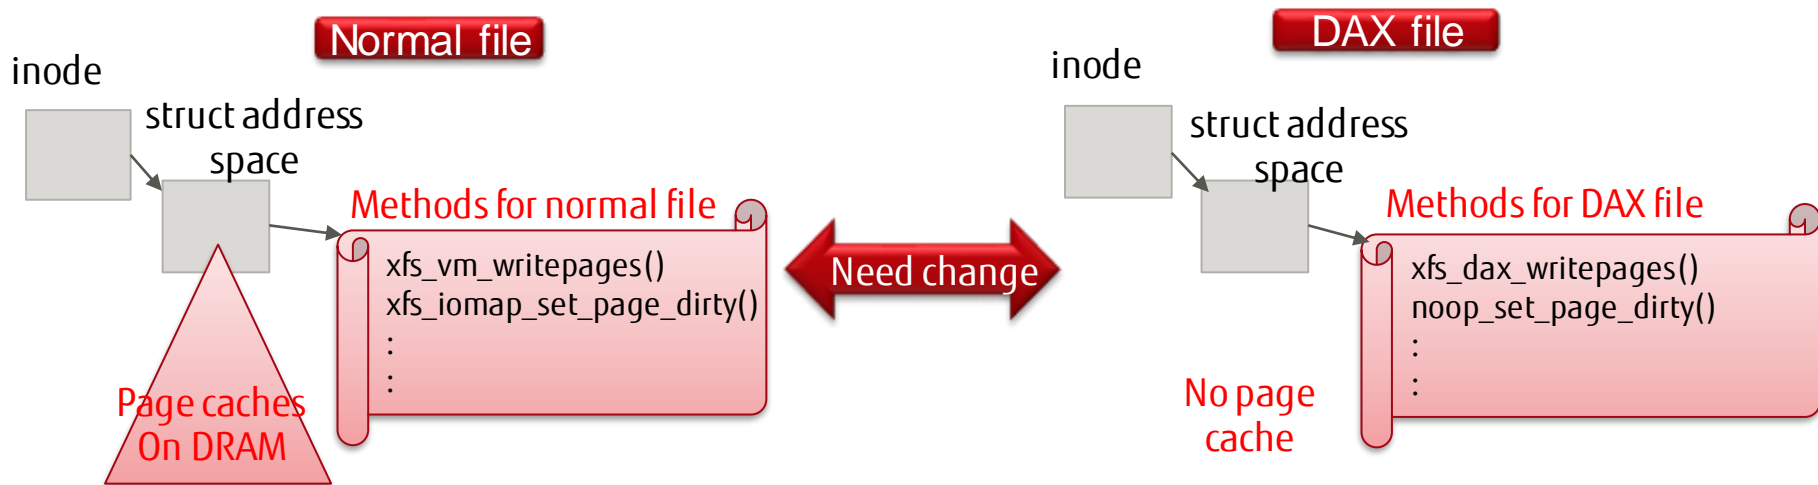 Normal file
inode
struct address
space
Methods for normal file
xfs_vm_writepages()
xfs_iomap_set_page_dirty()
:
:
Page caches
On DRAM
Need change
DAX file
inode
struct address
space
Methods for DAX file
xfs_dax_writepages()
noop_set_page_dirty()
:
:
No page
cache